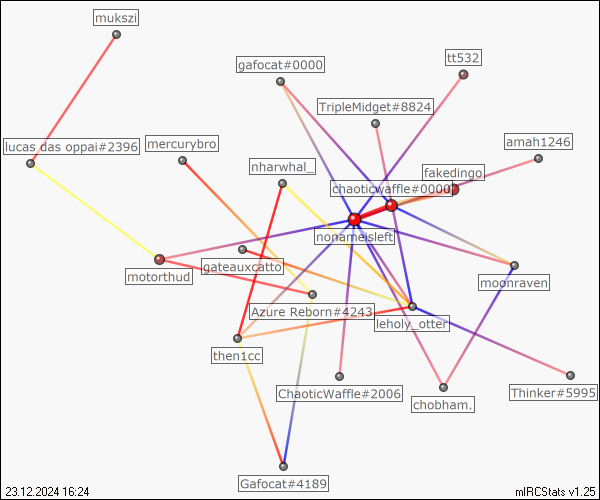 mukszi
gafocat#0000
tt532
TripleMidget#8824
lucas das oppai#2396
mercurybro
amah1246
nharwhal_
fakedingo
chaoticwaffle#0000
nonameisleft
motorthud
gateauxcatto
moonraven
Azure Reborn#4243
leholy_otter
then1cc
ChaoticWaffle#2006
chobham.
Thinker#5995
Gafocat#4189
23.12.2024 16:24
mIRCStats v1.25